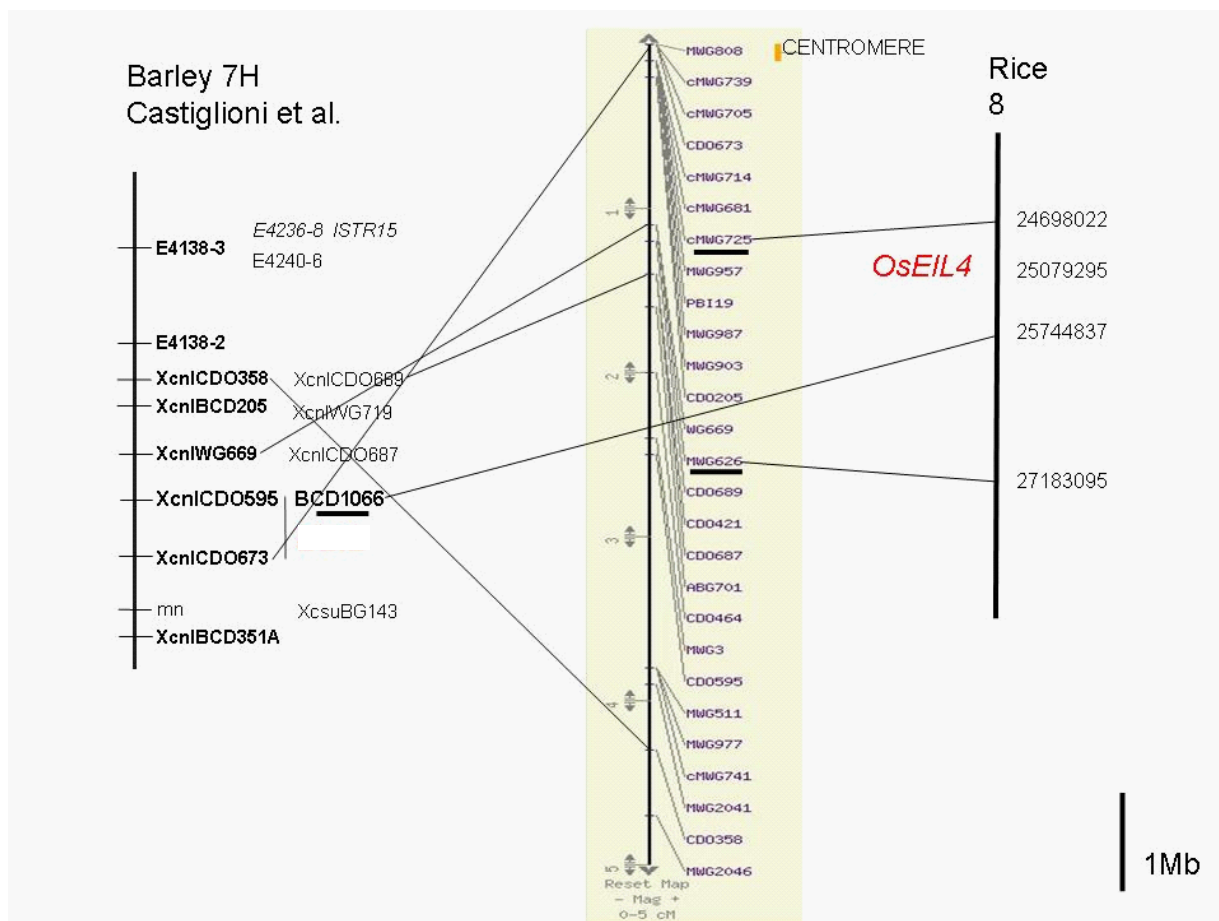 Barley 7H
Castiglioni et al.
E4138-3
E4236-8 ISTR15
E4240-6
E4138-2
XcnlCDO358
XcnlCDO689
XcnlBCD205
XcnlWG719
XcnlWG669
XcnlCDO687
XcnlCDO595
BCD1066
XcnlCDO673
mn
XcsuBG143
XcnlBCD351A
1
2
3
4
5
MWG808
CENTROMERE
cMWG739
cMWG705
CDO673
cMWG714
cMWG681
cMWG725
MWG957
PBI19
MWG987
MWG903
CDO205
WG669
MWG626
CDO689
CDO421
CDO687
ABG701
CDO464
MWG3
CDO595
MWG511
MWG977
cMWG741
MWG2041
CDO358
MWG2046
Reset Map
- Mag +
0-5 cM
Rice
8
24698022
OsEIL4
25079295
25744837
27183095
1Mb